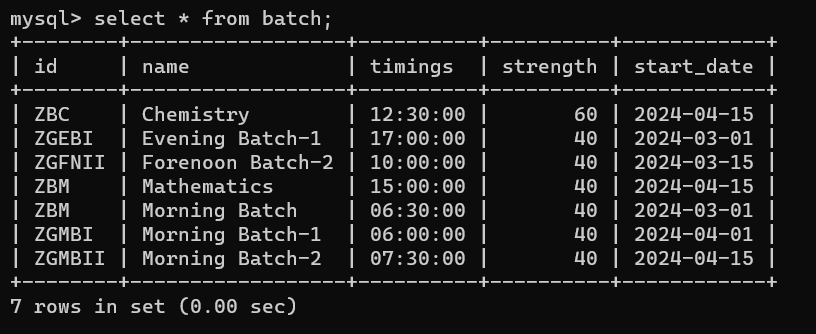 mysql> select * from batch;
+--------+------------------+----------+----------+------------+
| id     | name             | timings  | strength | start_date |
+--------+------------------+----------+----------+------------+
| ZBC    | Chemistry        | 12:30:00 |       60 | 2024-04-15 |
| ZGEBI  | Evening Batch-1  | 17:00:00 |       40 | 2024-03-01 |
| ZGFNII | Forenoon Batch-2 | 10:00:00 |       40 | 2024-03-15 |
| ZBM    | Mathematics      | 15:00:00 |       40 | 2024-04-15 |
| ZBM    | Morning Batch    | 06:30:00 |       40 | 2024-03-01 |
| ZGMBI  | Morning Batch-1  | 06:00:00 |       40 | 2024-04-01 |
| ZGMBII | Morning Batch-2  | 07:30:00 |       40 | 2024-04-15 |
+--------+------------------+----------+----------+------------+
7 rows in set (0.00 sec)